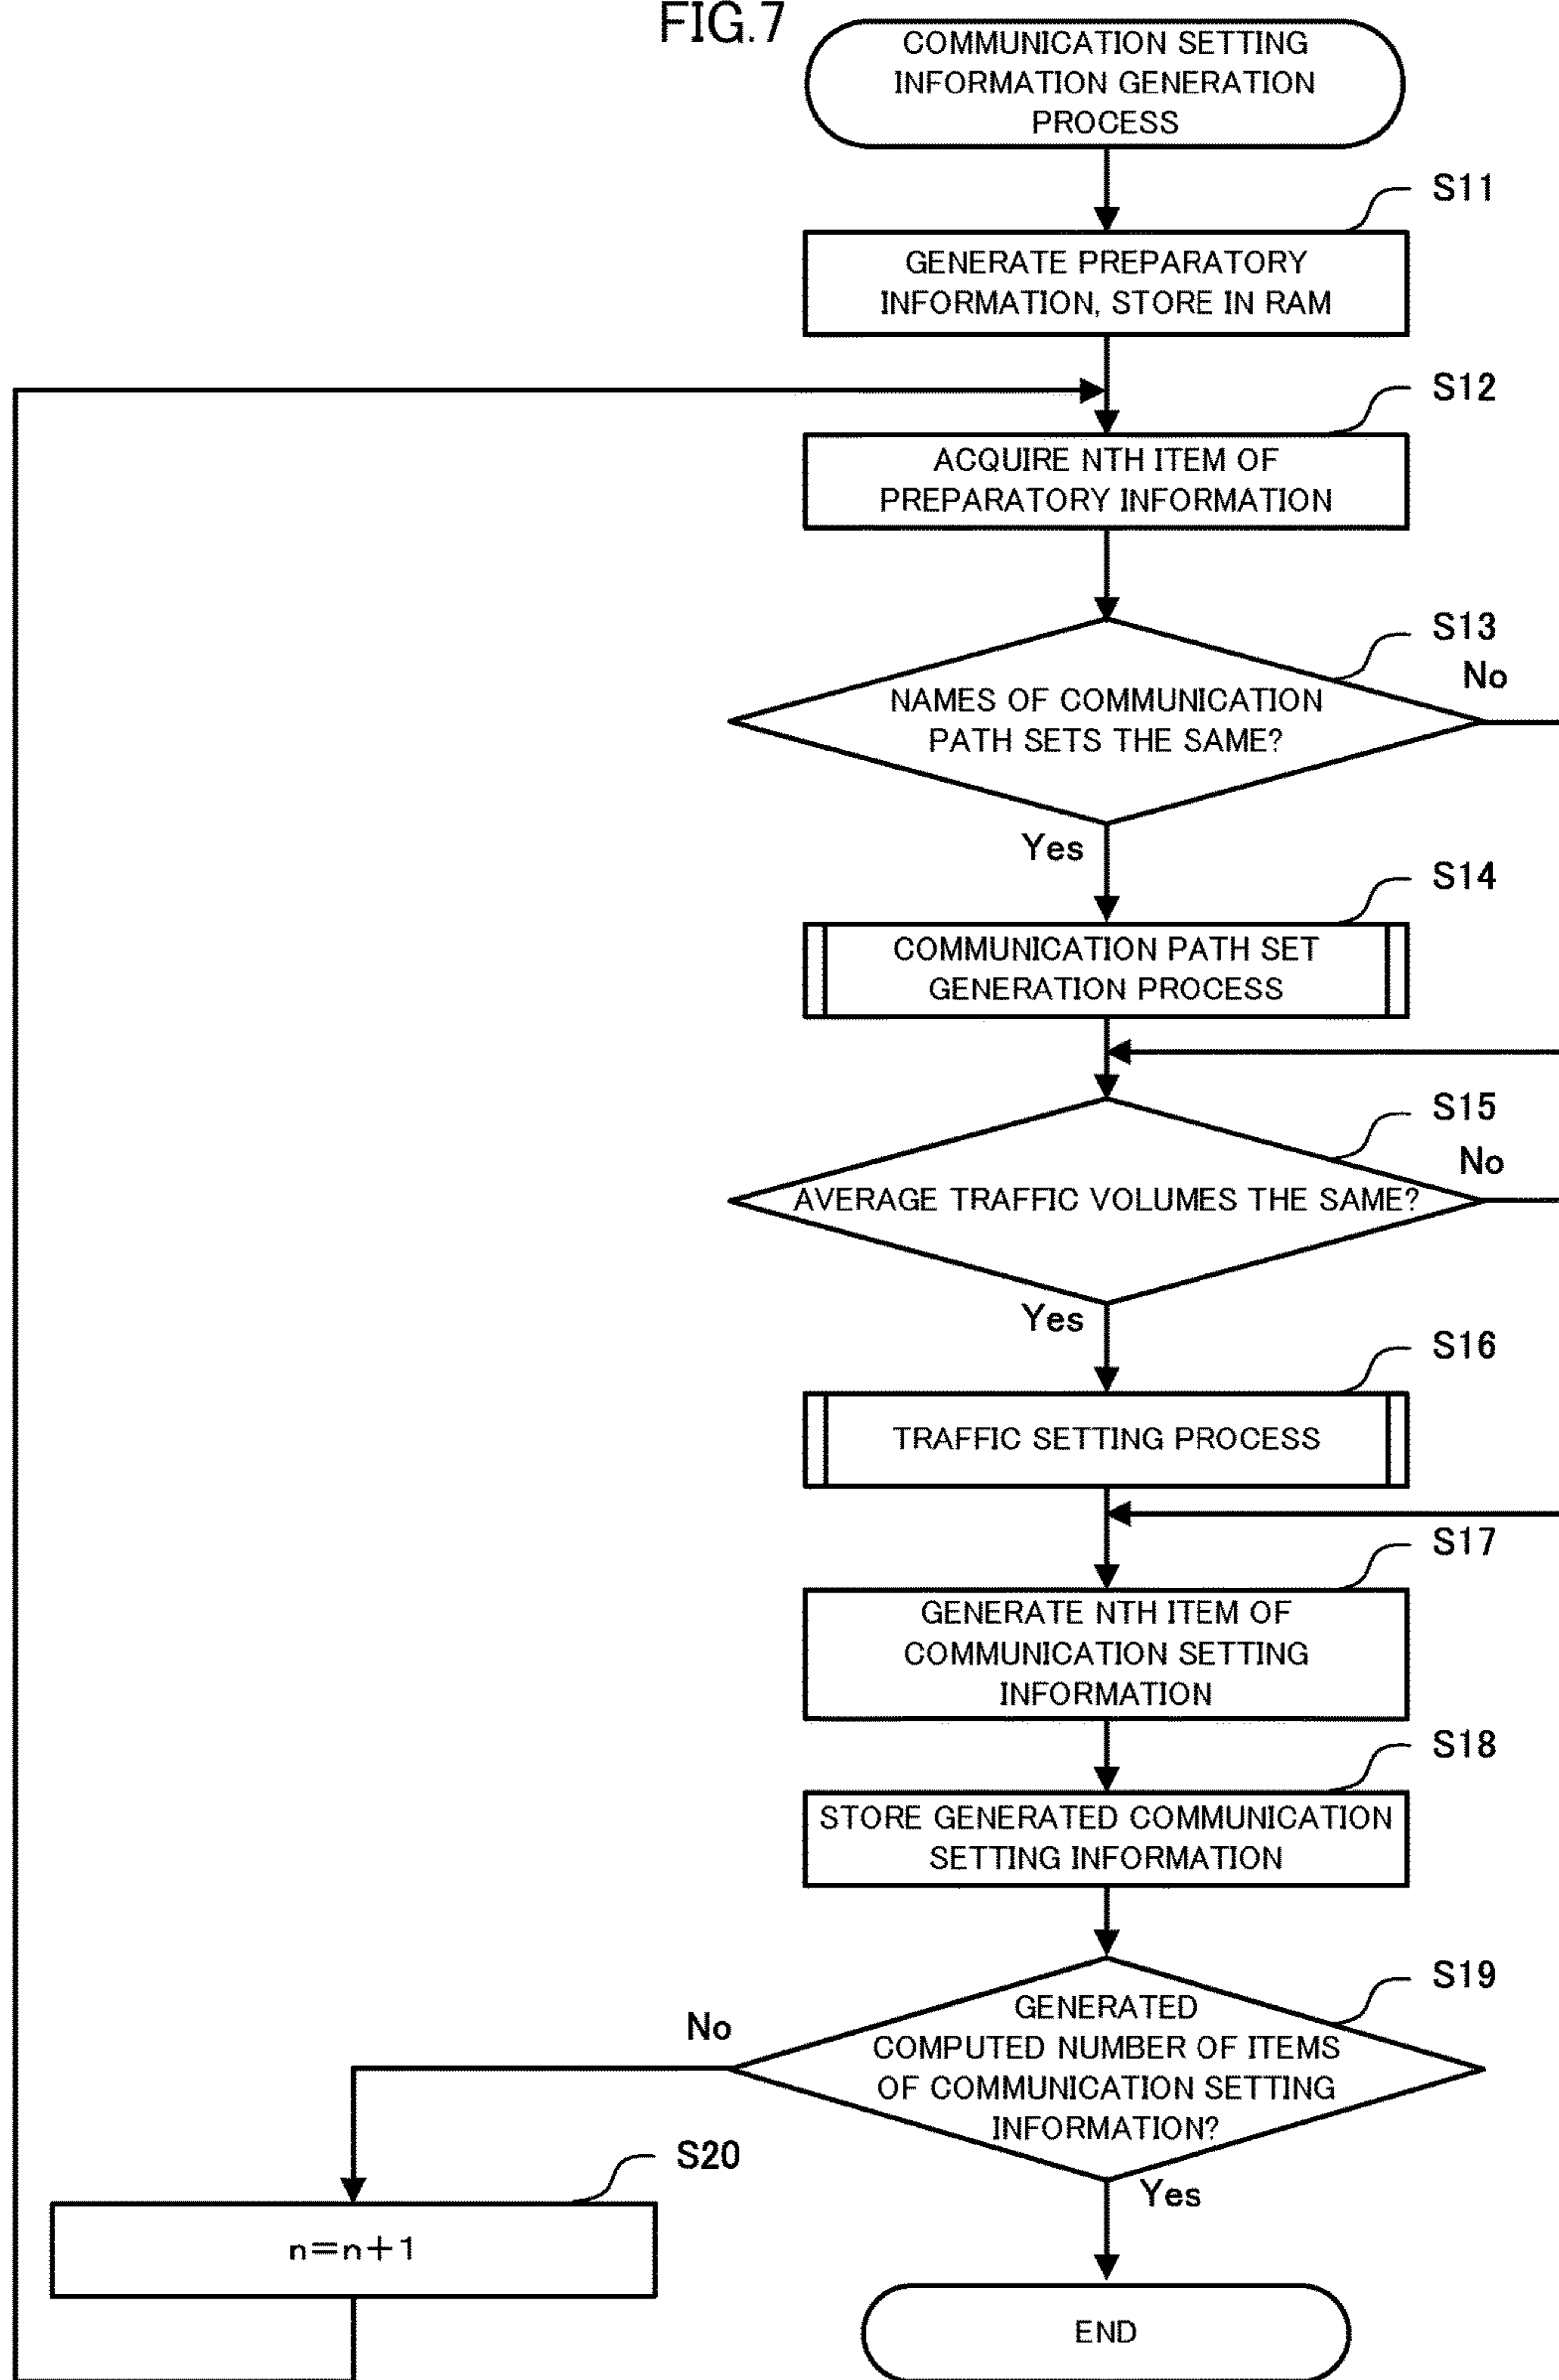 FIG.7
COMMUNICATION SETTING
INFORMATION GENERATION
PROCESS
S11
GENERATE PREPARATORY
INFORMATION, STORE IN RAM
S12
ACQUIRE NTH ITEM OF
PREPARATORY INFORMATION
S13
No
NAMES OF COMMUNICATION
PATH SETS THE SAME?
Yes
S14
COMMUNICATION PATH SET
GENERATION PROCESS
S15
No
AVERAGE TRAFFIC VOLUMES THE SAME?
Yes
S16
TRAFFIC SETTING PROCESS
S17
GENERATE NTH ITEM OF
COMMUNICATION SETTING
INFORMATION
S18
STORE GENERATED COMMUNICATION
SETTING INFORMATION
S19
No
GENERATED
COMPUTED NUMBER OF ITEMS
OF COMMUNICATION SETTING
INFORMATION?
S20
Yes
n=n+1
END